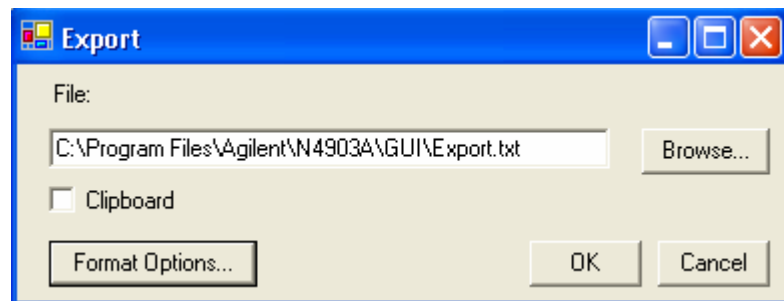 Export
File:
C:\Program Files\Agilent\N4903A\GUI\Export.txt
Browse...
Clipboard
Format Options...
OK
Cancel